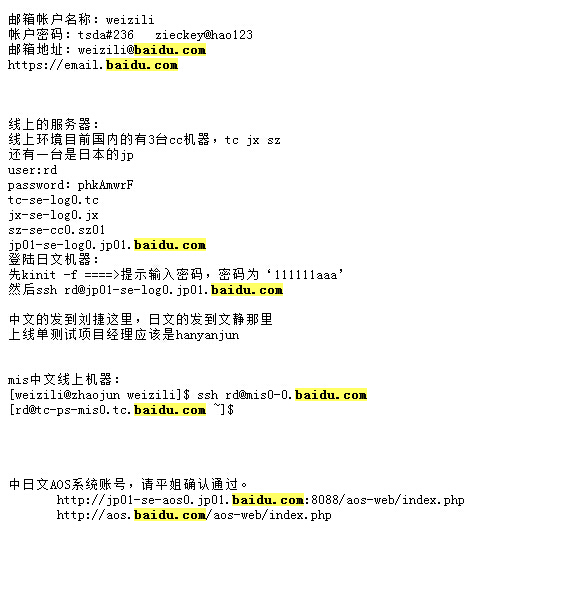 邮箱帐户名称：weizili
帐户密码：tsda#236   zieckey@hao123
邮箱地址：weizili@baidu.com
https://email.baidu.com
线上的服务器：
线上环境目前国内的有3台cc机器，tc jx sz
还有一台是日本的jp
user:rd
password：phkAmwrF
tc-se-log0.tc
jx-se-log0.jx
sz-se-cc0.sz01
jp01-se-log0.jp01.baidu.com
登陆日文机器：
先kinit -f ====>提示输入密码，密码为‘111111aaa’
然后ssh rd@jp01-se-log0.jp01.baidu.com
中文的发到刘捷这里，日文的发到文静那里
上线单测试项目经理应该是hanyanjun
mis中文线上机器：
[weizili@zhaojun weizili]$ ssh rd@mis0-0.baidu.com
[rd@tc-ps-mis0.tc.baidu.com ~]$
中日文AOS系统账号，请平姐确认通过。
http://jp01-se-aos0.jp01.baidu.com:8088/aos-web/index.php
http://aos.baidu.com/aos-web/index.php